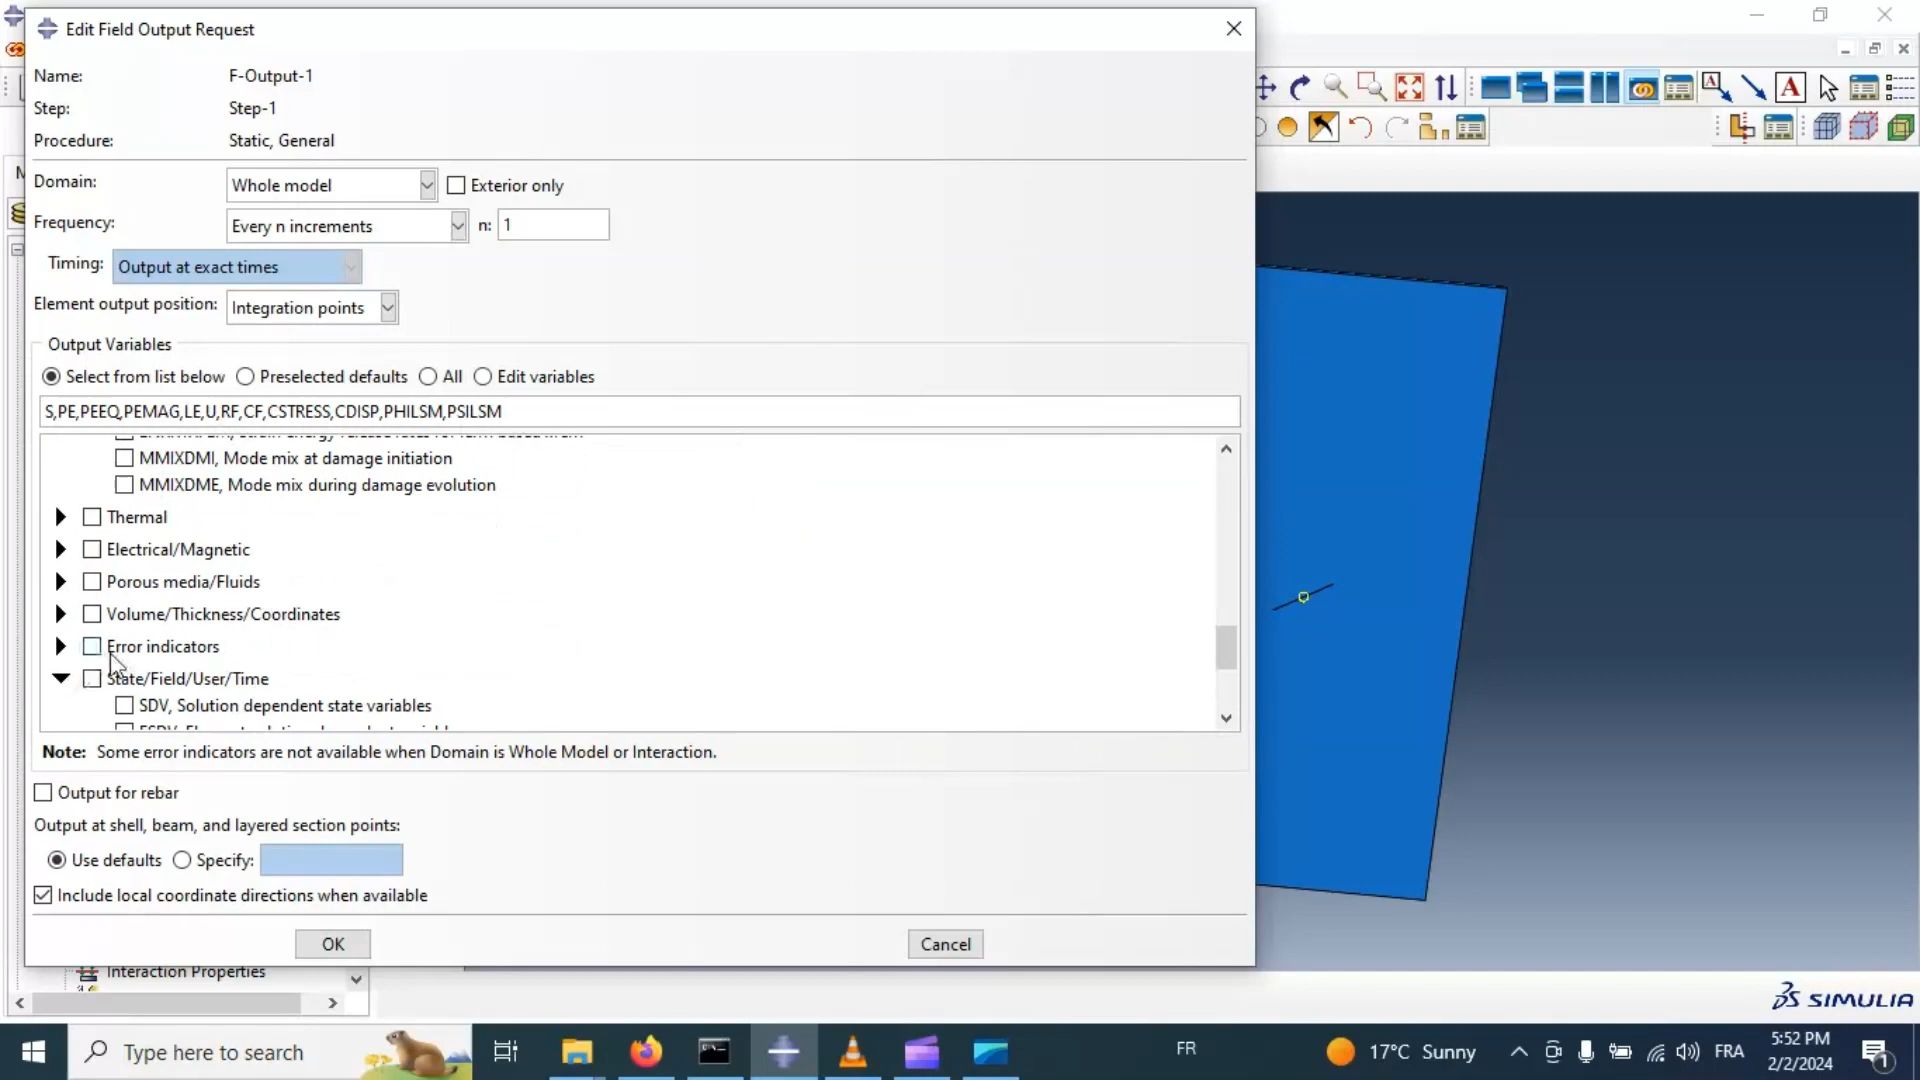 Edit Field Output Request
Name: F-Output-1
Step: Step-1
Procedure: Static, General
Domain: Whole model Exterior only
Frequency: Every n increments n: 1
Timing: Output at exact times
Element output position: Integration points
Output Variables
Select from list below Preselected defaults All Edit variables
S,PE,PEEQ,PEMAG,LE,U,RF,CF,CSTRESS,CDISP,PHILSM,PSILSM
MMIXDMI, Mode mix at damage initiation
MMIXDME, Mode mix during damage evolution
Thermal
Electrical/Magnetic
Porous media/Fluids
Volume/Thickness/Coordinates
Error indicators
State/Field/User/Time
SDV, Solution dependent state variables
Note: Some error indicators are not available when Domain is Whole Model or Interaction.
Output for rebar
Output at shell, beam, and layered section points:
Use defaults Specify:
Include local coordinate directions when available
OK Cancel
Interaction Properties
SIMULIA
Type here to search
FR
17°C Sunny
FRA
5:52 PM
2/2/2024
1